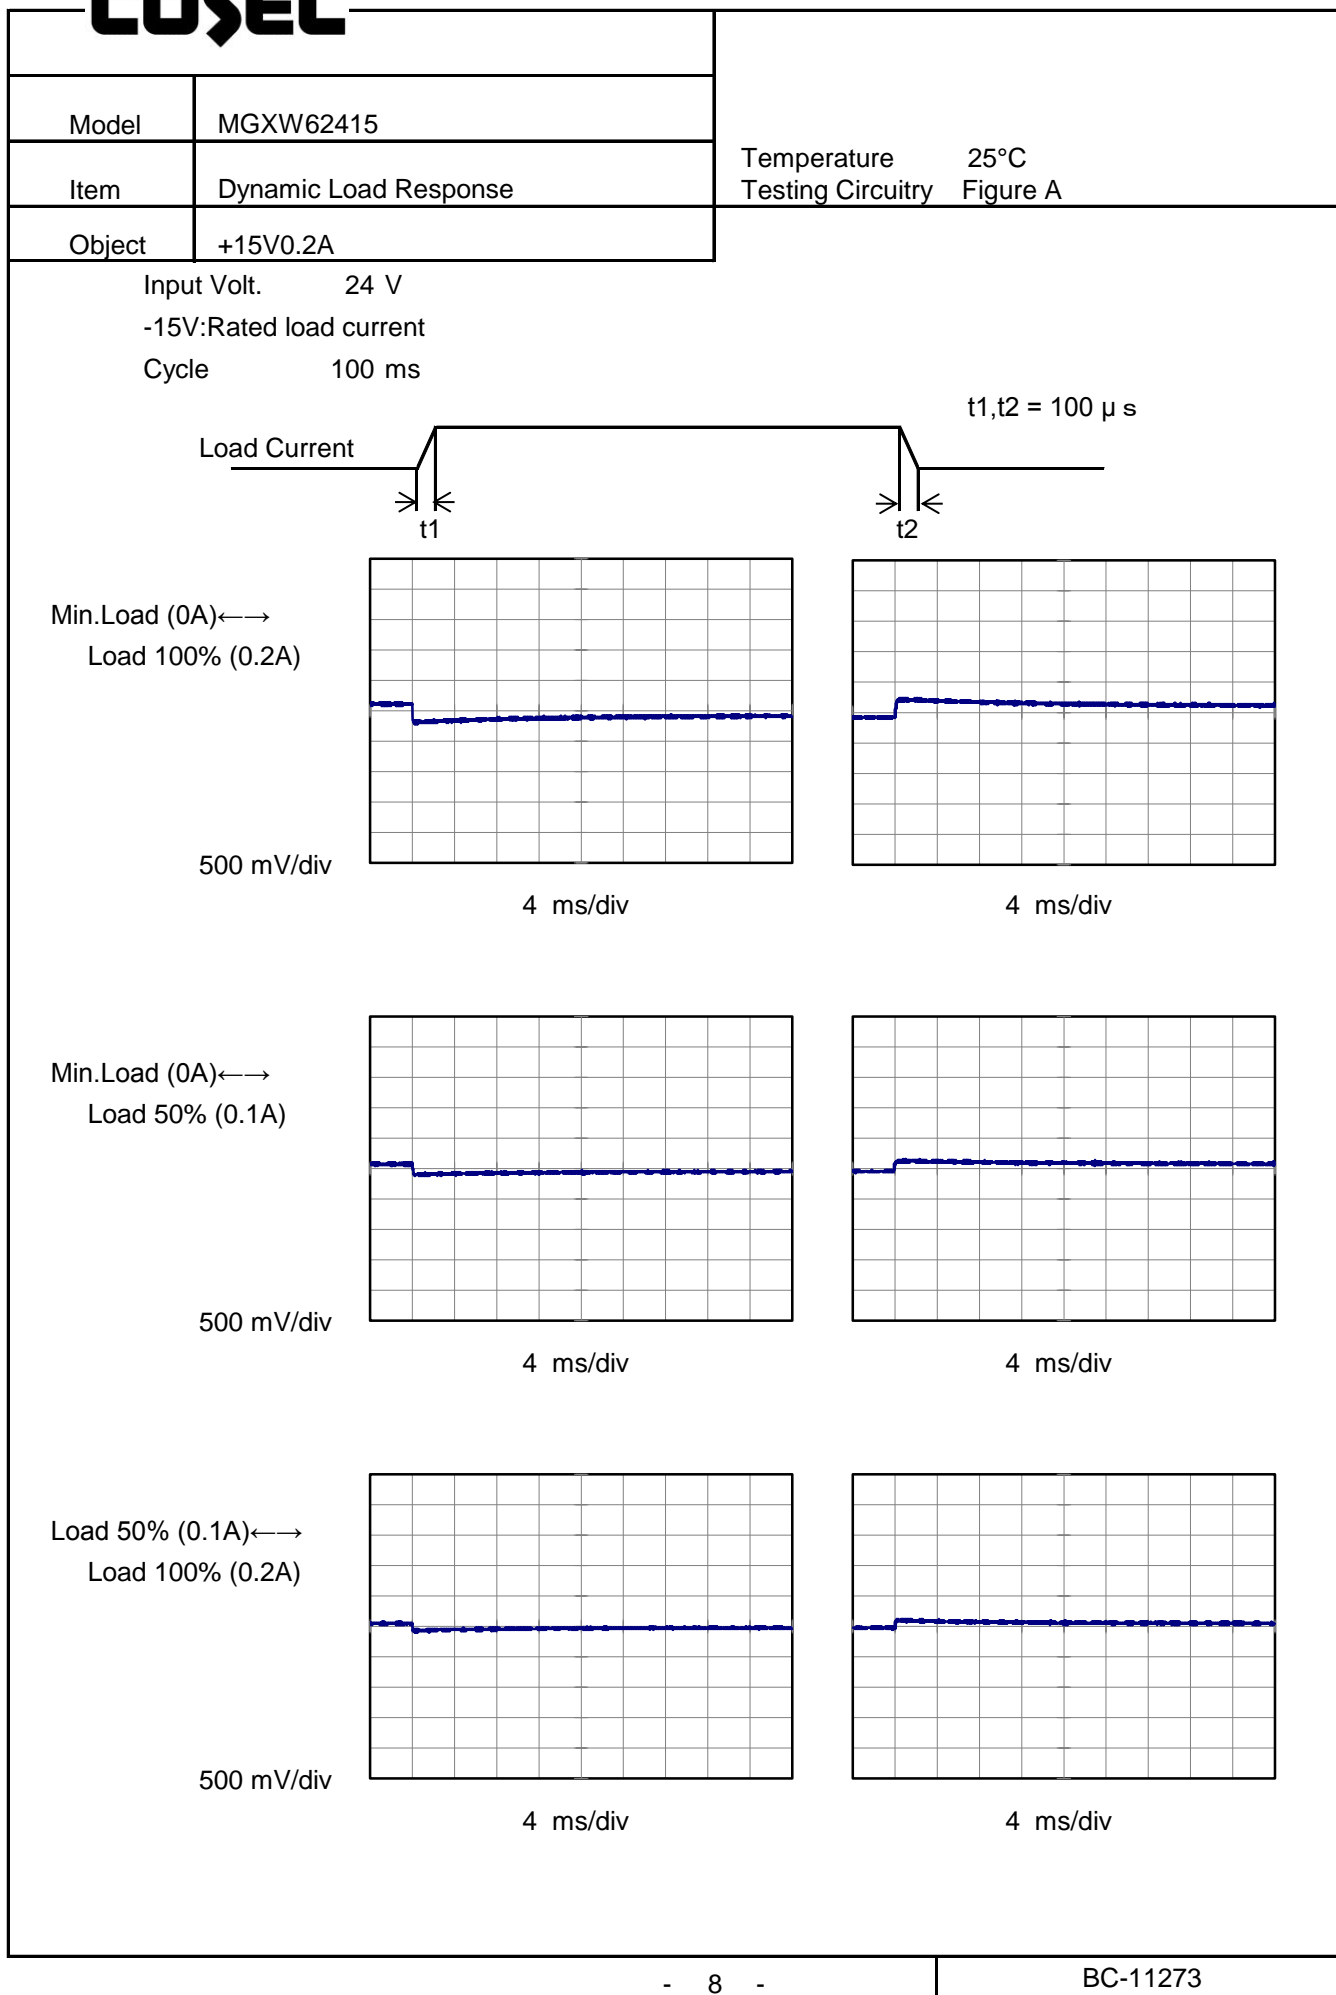 COSEL
Model MGXW62415
Temperature 25°C
Item Dynamic Load Response
Testing Circuitry Figure A
Object +15V0.2A
Input Volt. 24 V
-15V:Rated load current
Cycle 100 ms
t1,t2 = 100 μs
Load Current
t1 t2
Min.Load (0A)←→
Load 100% (0.2A)
500 mV/div
4 ms/div 4 ms/div
Min.Load (0A)←→
Load 50% (0.1A)
500 mV/div
4 ms/div 4 ms/div
Load 50% (0.1A)←→
Load 100% (0.2A)
500 mV/div
4 ms/div 4 ms/div
- 8 - BC-11273